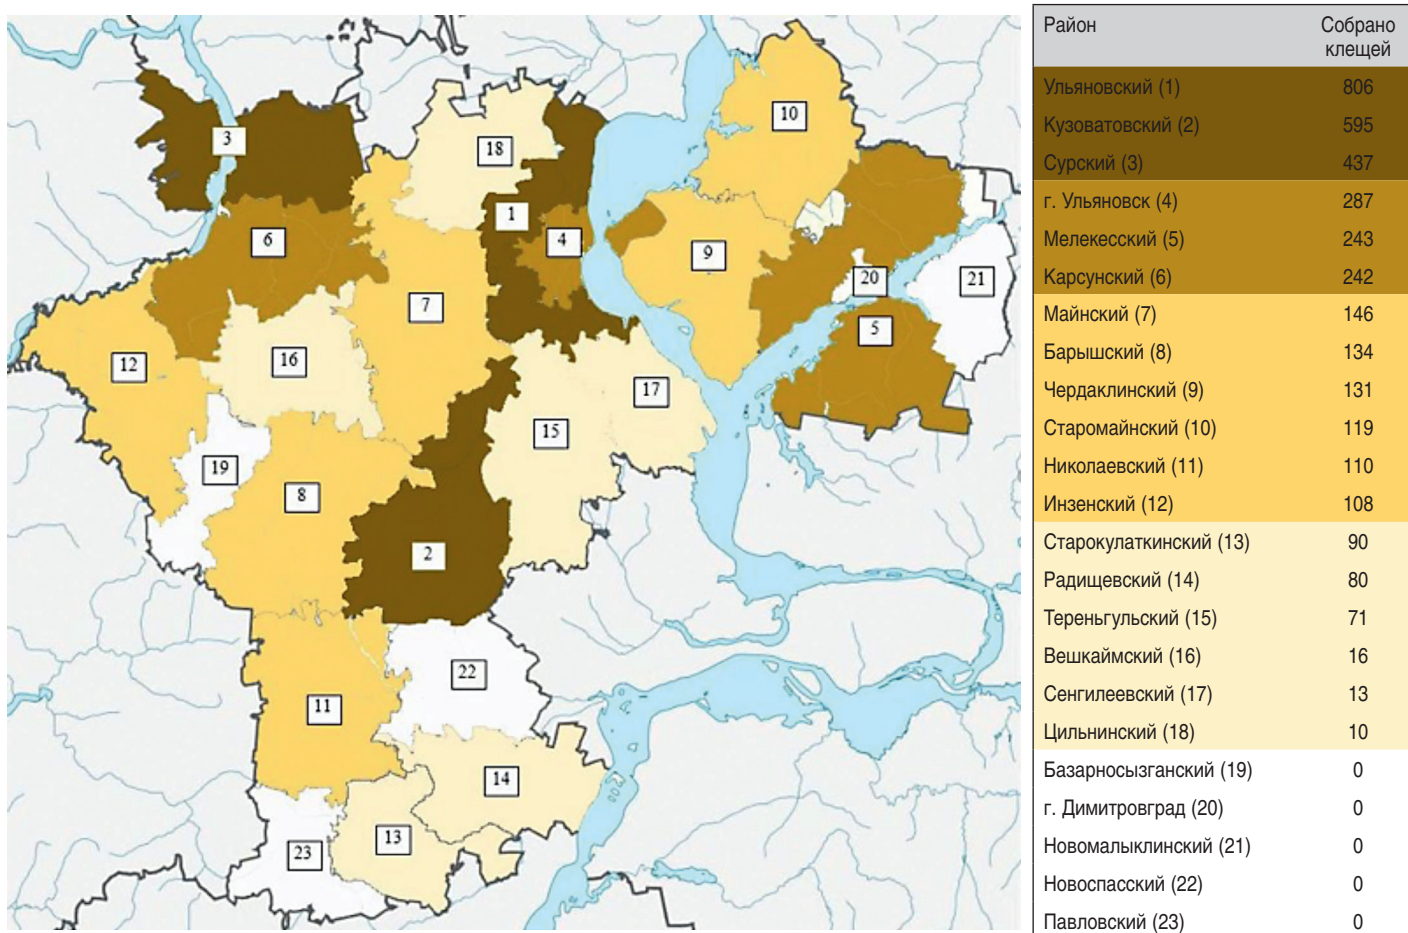 Район Собрано
клещей
Ульяновский (1) 806
Кузоватовский (2) 595
Сурский (3) 437
г. Ульяновск (4) 287
Мелекесский (5) 243
Карсунский (6) 242
Майнский (7) 146
Барышский (8) 134
Чердаклинский (9) 131
Старомайнский (10) 119
Николаевский (11) 110
Инзенский (12) 108
Старокулаткинский (13) 90
Радищевский (14) 80
Тереньгульский (15) 71
Вешкаймский (16) 16
Сенгилеевский (17) 13
Цильнинский (18) 10
Базарносызганский (19) 0
г. Димитровград (20) 0
Новомалыклинский (21) 0
Новоспасский (22) 0
Павловский (23) 0
10
3
18
1
6
4
9
20
21
7
5
12
16
17
15
19
8
2
22
11
14
13
23